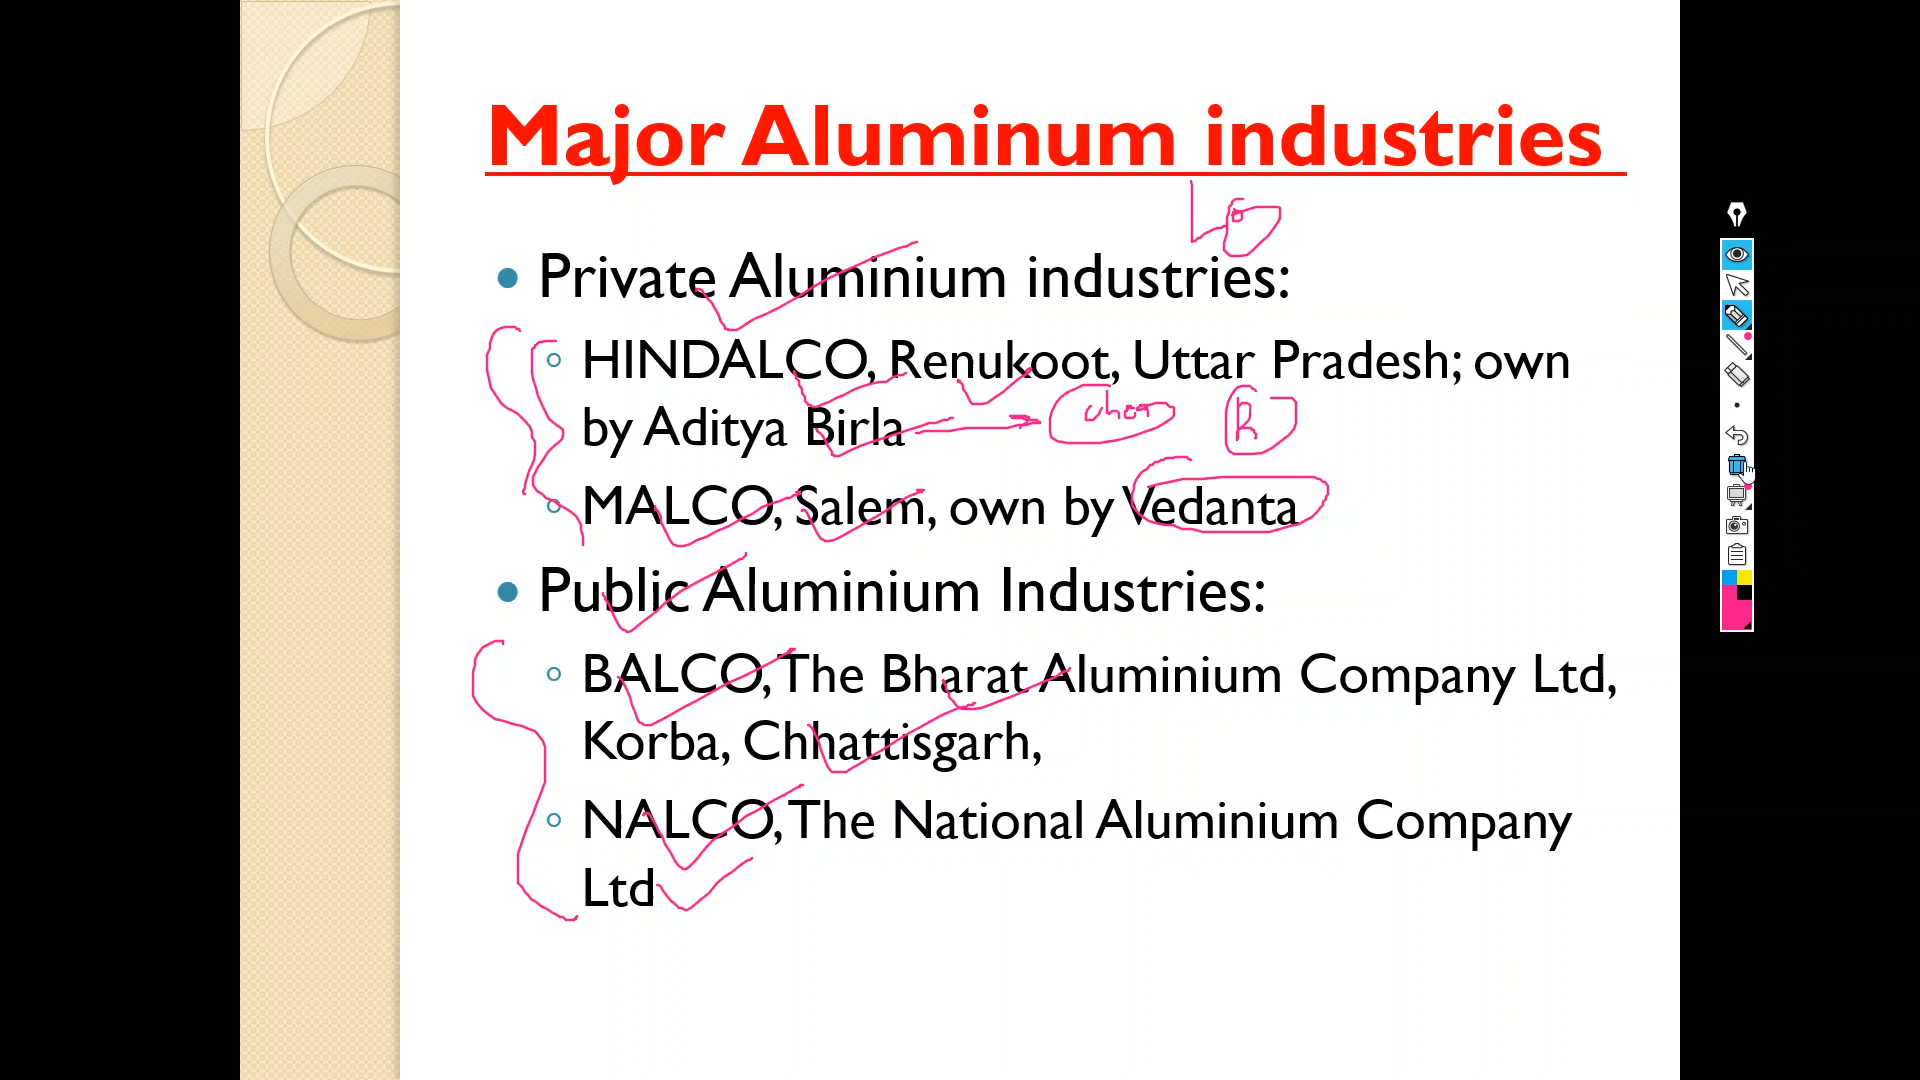 Major Aluminum industries
Private Aluminium industries:
HINDALCO, Renukoot, Uttar Pradesh; own
by Aditya Birla
R
MALCO, Salem, own by Vedanta
Public Aluminium Industries:
BALCO, The Bharat Aluminium Company Ltd,
Korba, Chhattisgarh,
NALCO, The National Aluminium Company
Ltd